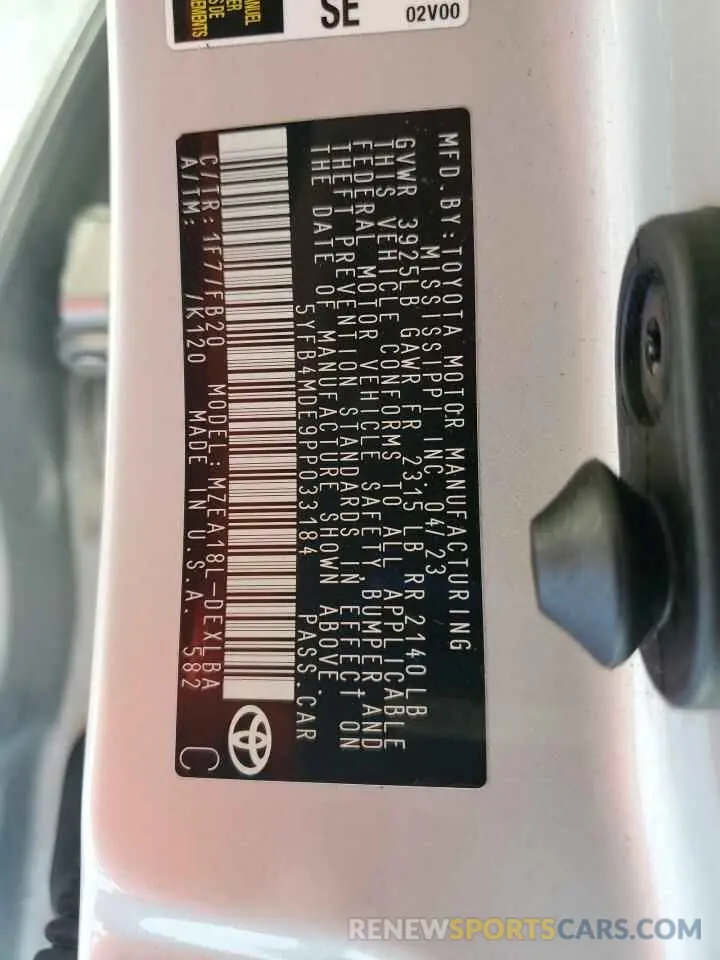 MFD. BY: TOYOTA MOTOR MANUFACTURING
MISSISSIPPI INC. 04/23
GVWR 3925LB GAWR FR 2315 LB RR 2140 LB
THIS VEHICLE CONFORMS TO ALL APPLICABLE
FEDERAL MOTOR VEHICLE SAFETY, BUMPER, AND
THEFT PREVENTION STANDARDS IN EFFECT ON
THE DATE OF MANUFACTURE SHOWN ABOVE.
5YFB4MDE9PP033184 PASS.CAR
C/TR: 1F7/FB20 MODEL: MZEA18L-DEXLBA
A/TM: /K120 MADE IN U.S.A. 582
C
SE
02V00
RENEWSPORTSCARS.COM